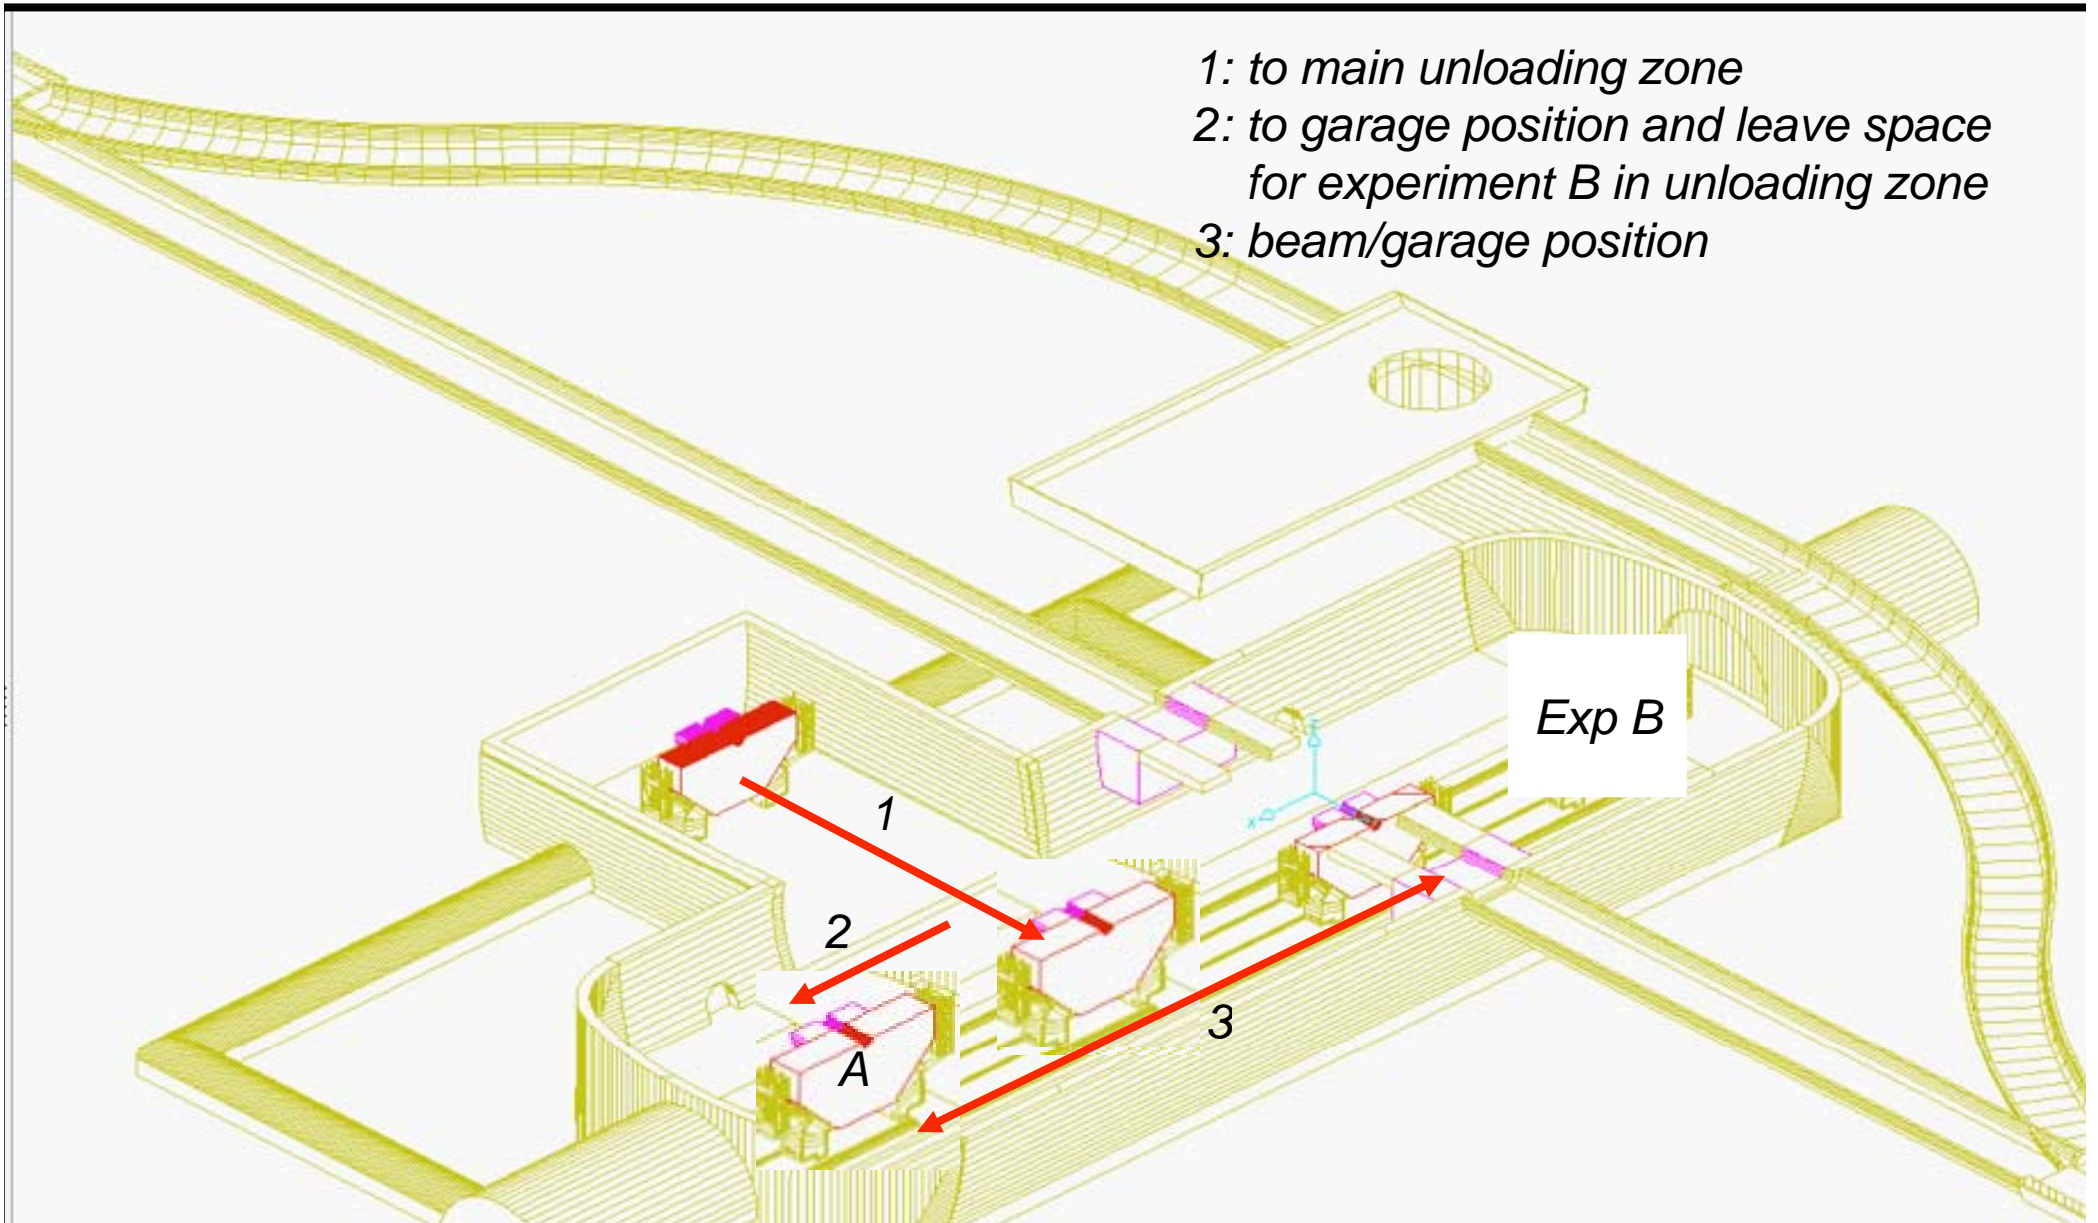 1: to main unloading zone
2: to garage position and leave space
for experiment B in unloading zone
3: beam/garage position
Exp B
1
2
3
A
z
x